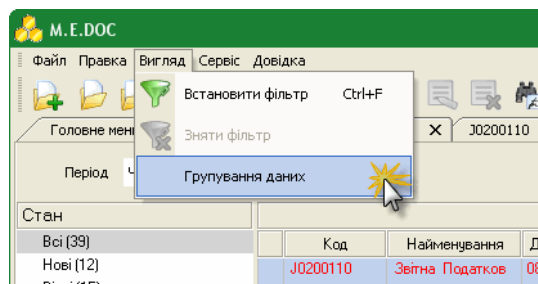 M.E.DOC
Файл Правка Вигляд Сервіс Довідка
Встановити фільтр Ctrl+F
Зняти фільтр
Групування даних
Головне мен
X J0200110
Період
Стан
Всі (39)
Нові (12)
Код Найменування
J0200110 Звітна Податков 08